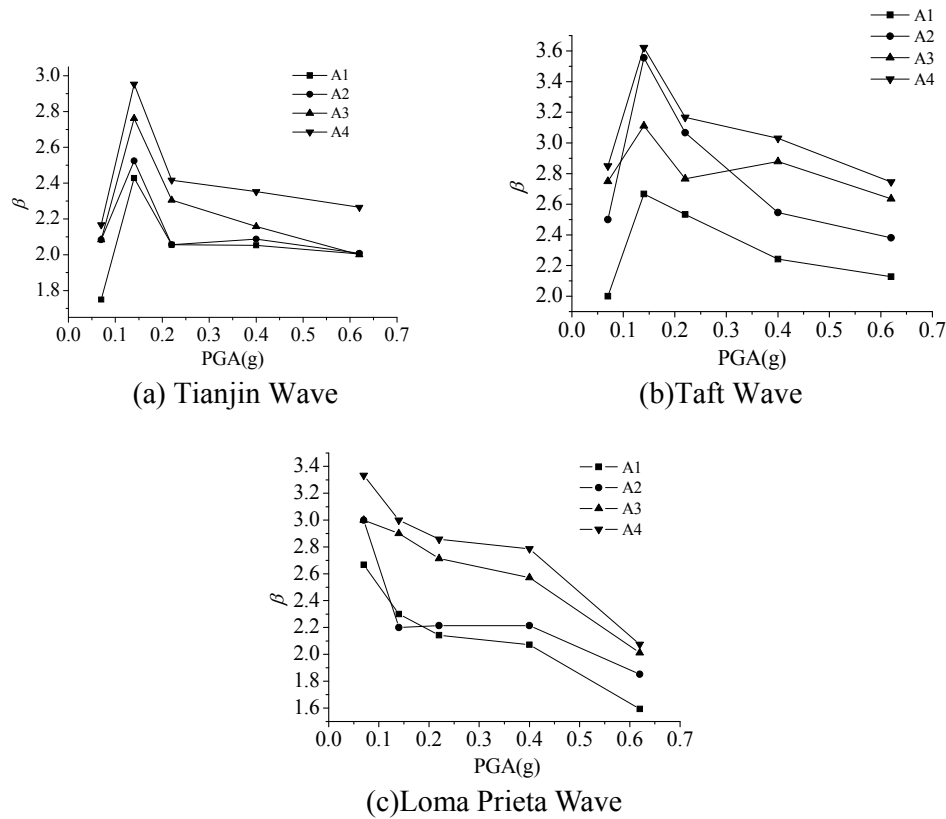 A1
A2
A3
A4
3.0
2.8
2.6
2.4
2.2
2.0
1.8
β
0.0 0.1 0.2 0.3 0.4 0.5 0.6 0.7
PGA(g)
(a) Tianjin Wave
A1
A2
A3
A4
3.6
3.4
3.2
3.0
2.8
2.6
2.4
2.2
2.0
β
0.0 0.1 0.2 0.3 0.4 0.5 0.6 0.7
PGA(g)
(b)Taft Wave
A1
A2
A3
A4
3.4
3.2
3.0
2.8
2.6
2.4
2.2
2.0
1.8
1.6
β
0.0 0.1 0.2 0.3 0.4 0.5 0.6 0.7
PGA(g)
(c)Loma Prieta Wave